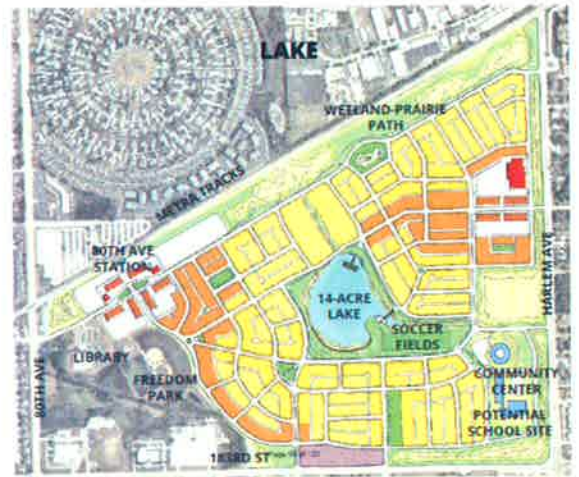 LAKE
WETLAND-PRAIRIE
PATH
METRA TRACKS
80TH AVE
STATION
HARLEM AVE
14-ACRE
LAKE
SOCCER
FIELDS
LIBRARY
FREEDOM
PARK
80TH AVE
COMMUNITY
CENTER
POTENTIAL
SCHOOL SITE
183RD ST